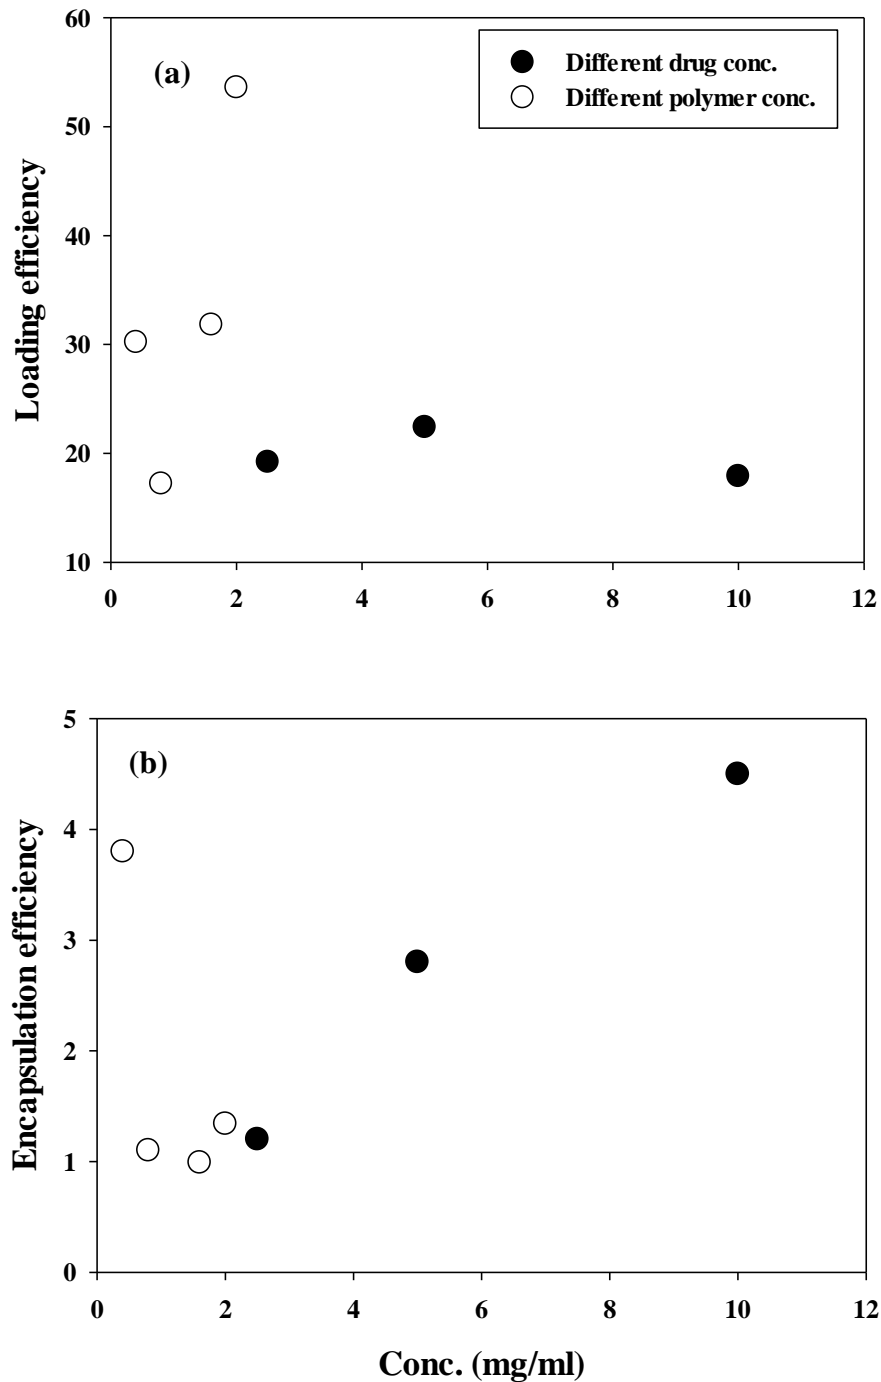 60
(a)
Different drug conc.
Different polymer conc.
50
40
30
20
10
Loading efficiency
0 2 4 6 8 10 12
5
(b)
4
3
2
1
0
Encapsulation efficiency
0 2 4 6 8 10 12
Conc. (mg/ml)